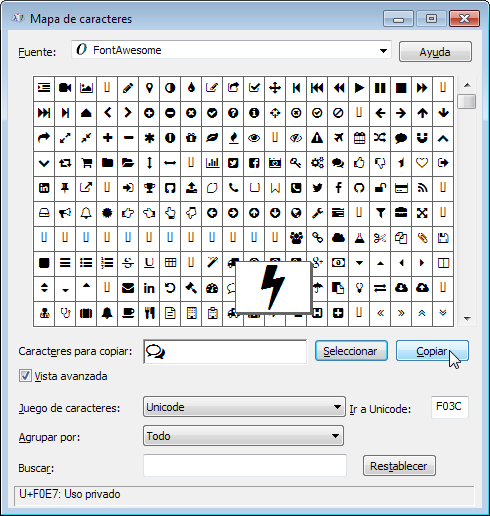 Mapa de caracteres
Fuente: FontAwesome Ayuda
Caracteres para copiar: Seleccionar Copiar
Vista avanzada
Juego de caracteres: Unicode Ir a Unicode: F03C
Agrupar por: Todo
Buscar: Restablecer
U+F0E7: Uso privado